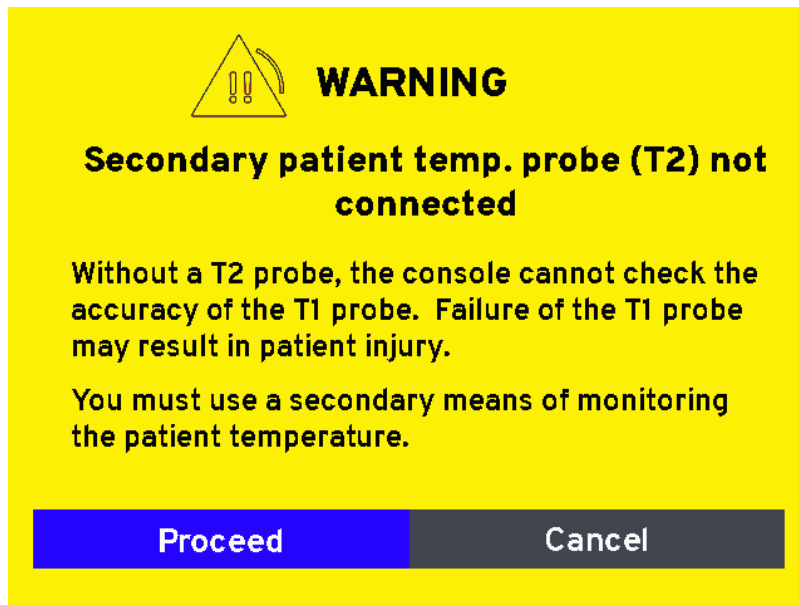 !!
WARNING
Secondary patient temp. probe (T2) not
connected
Without a T2 probe, the console cannot check the
accuracy of the T1 probe.  Failure of the T1 probe
may result in patient injury.
You must use a secondary means of monitoring
the patient temperature.
Proceed
Cancel